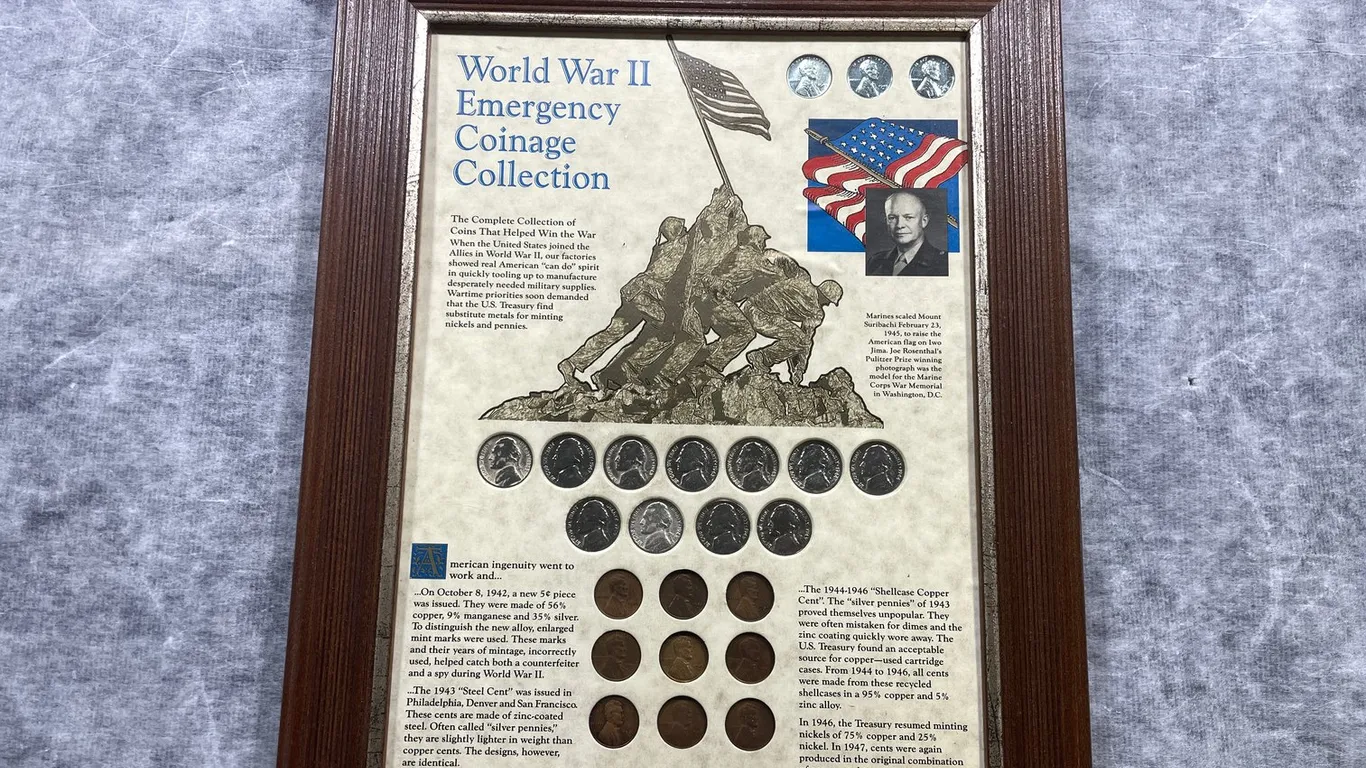 World War II
Emergency
Coinage
Collection
The Complete Collection of
Coins That Helped Win the War
When the United States joined the
Allies in World War II, our factories
showed real American "can do" spirit
in quickly tooling up to manufacture
desperately needed military supplies.
Wartime priorities soon demanded
that the U.S. Treasury find
substitute metals for minting
nickels and pennies.
Marines scaled Mount
Suribachi February 23,
1945, to raise the
American flag on Iwo
Jima. Joe Rosenthal's
Pulitzer Prize winning
photograph was the
model for the Marine
Corps War Memorial
in Washington, D.C.
American ingenuity went to
work and...
...On October 8, 1942, a new 5¢ piece
was issued. They were made of 56%
copper, 9% manganese and 35% silver.
To distinguish the new alloy, enlarged
mint marks were used. These marks
and their years of mintage, incorrectly
used, helped catch both a counterfeiter
and a spy during World War II.
...The 1943 "Steel Cent" was issued in
Philadelphia, Denver and San Francisco.
These cents are made of zinc-coated
steel. Often called "silver pennies,"
they are slightly lighter in weight than
copper cents. The designs, however,
are identical.
...The 1944-1946 "Shellcase Copper
Cent". The "silver pennies" of 1943
proved themselves unpopular. They
were often mistaken for dimes and the
zinc coating quickly wore away. The
U.S. Treasury found an acceptable
source for copper—used cartridge
cases. From 1944 to 1946, all cents
were made from these recycled
shellcases in a 95% copper and 5%
zinc alloy.
In 1946, the Treasury resumed minting
nickels of 75% copper and 25%
nickel. In 1947, cents were again
produced in the original combination